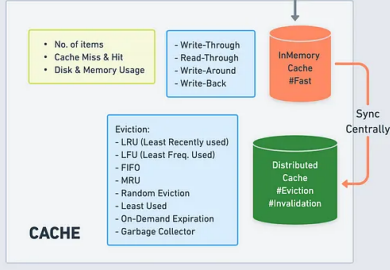 • No. of items
• Cache Miss & Hit
• Disk & Memory Usage
- Write-Through
- Read-Through
- Write-Around
- Write-Back
InMemory
Cache
#Fast
Sync
Centrally
Eviction:
- LRU (Least Recently used)
- LFU (Least Freq. Used)
- FIFO
- MRU
- Random Eviction
- Least Used
- On-Demand Expiration
- Garbage Collector
Distributed
Cache
#Eviction
#Invalidation
CACHE